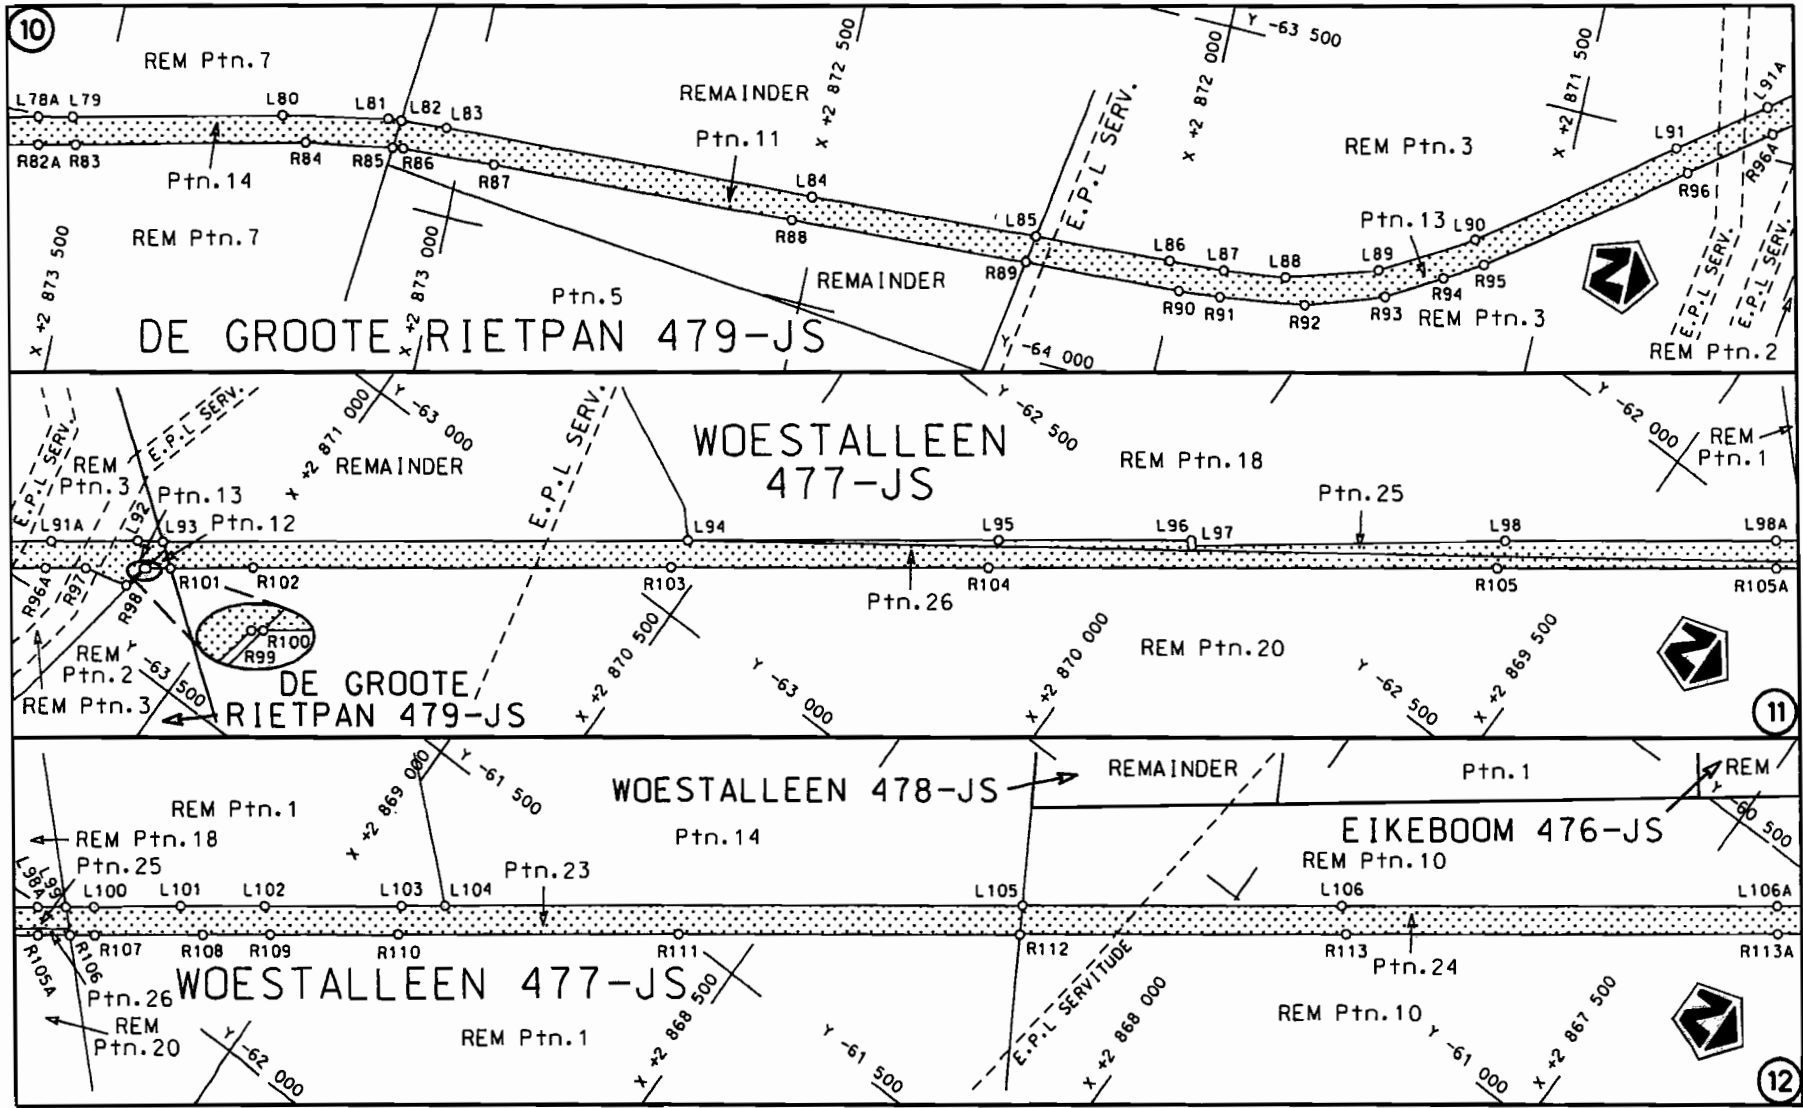 10
REM Ptn.7
Y -63 500
X +2 872 500
X +2 872 000
X +2 871 500
L78A L79 L80 L81 L82 L83
REMAINDER
E.P.L SERV.
L91A
Ptn.11
REM Ptn.3
L91
R82A R83 R84 R85 R86 R87
Ptn.14
L84
R96A
R96
REM Ptn.7
R88
L85
Ptn.13 L90
X +2 873 500
X +2 873 000
R89
L86 L87 L88 L89
REMAINDER
R90 R91 R92 R93 R94 R95
Ptn.5
REM Ptn.3
E.P.L SERV.
E.P.L SERV.
DE GROOTE RIETPAN 479-JS
Y -64 000
REM Ptn.2
E.P.L SERV.
E.P.L SERV.
X +2 871 000
Y -63 000
E.P.L SERV.
WOESTALLEEN
477-JS
Y -62 500
Y -62 000
REM
Ptn.1
REM
Ptn.3
REMAINDER
REM Ptn.18
Ptn.13
Ptn.12
Ptn.25
L91A L92 L93 L94 L95 L96 L97 L98 L98A
R96A R97 R98 R101 R102 R103 R104 R105 R105A
Ptn.26
R100
R99
REM
Ptn.2
REM Ptn.3
Y -63 500
X +2 870 500
Y -63 000
X +2 870 000
REM Ptn.20
Y -62 500
X +2 869 500
DE GROOTE
RIETPAN 479-JS
11
X +2 869 000
Y -61 500
WOESTALLEEN 478-JS
REMAINDER
Ptn.1
REM
REM Ptn.1
Ptn.14
EIKEBOOM 476-JS
Y -60 500
REM Ptn.18
Ptn.25
Ptn.23
REM Ptn.10
L98A L99 L100 L101 L102 L103 L104 L105 L106 L106A
R105A R106 R107 R108 R109 R110 R111 R112 R113 R113A
Ptn.24
Ptn.26
WOESTALLEEN 477-JS
E.P.L SERVITUDE
REM
Ptn.20
REM Ptn.1
REM Ptn.10
Y -62 000
X +2 868 500
Y -61 500
X +2 868 000
Y -61 000
X +2 867 500
12